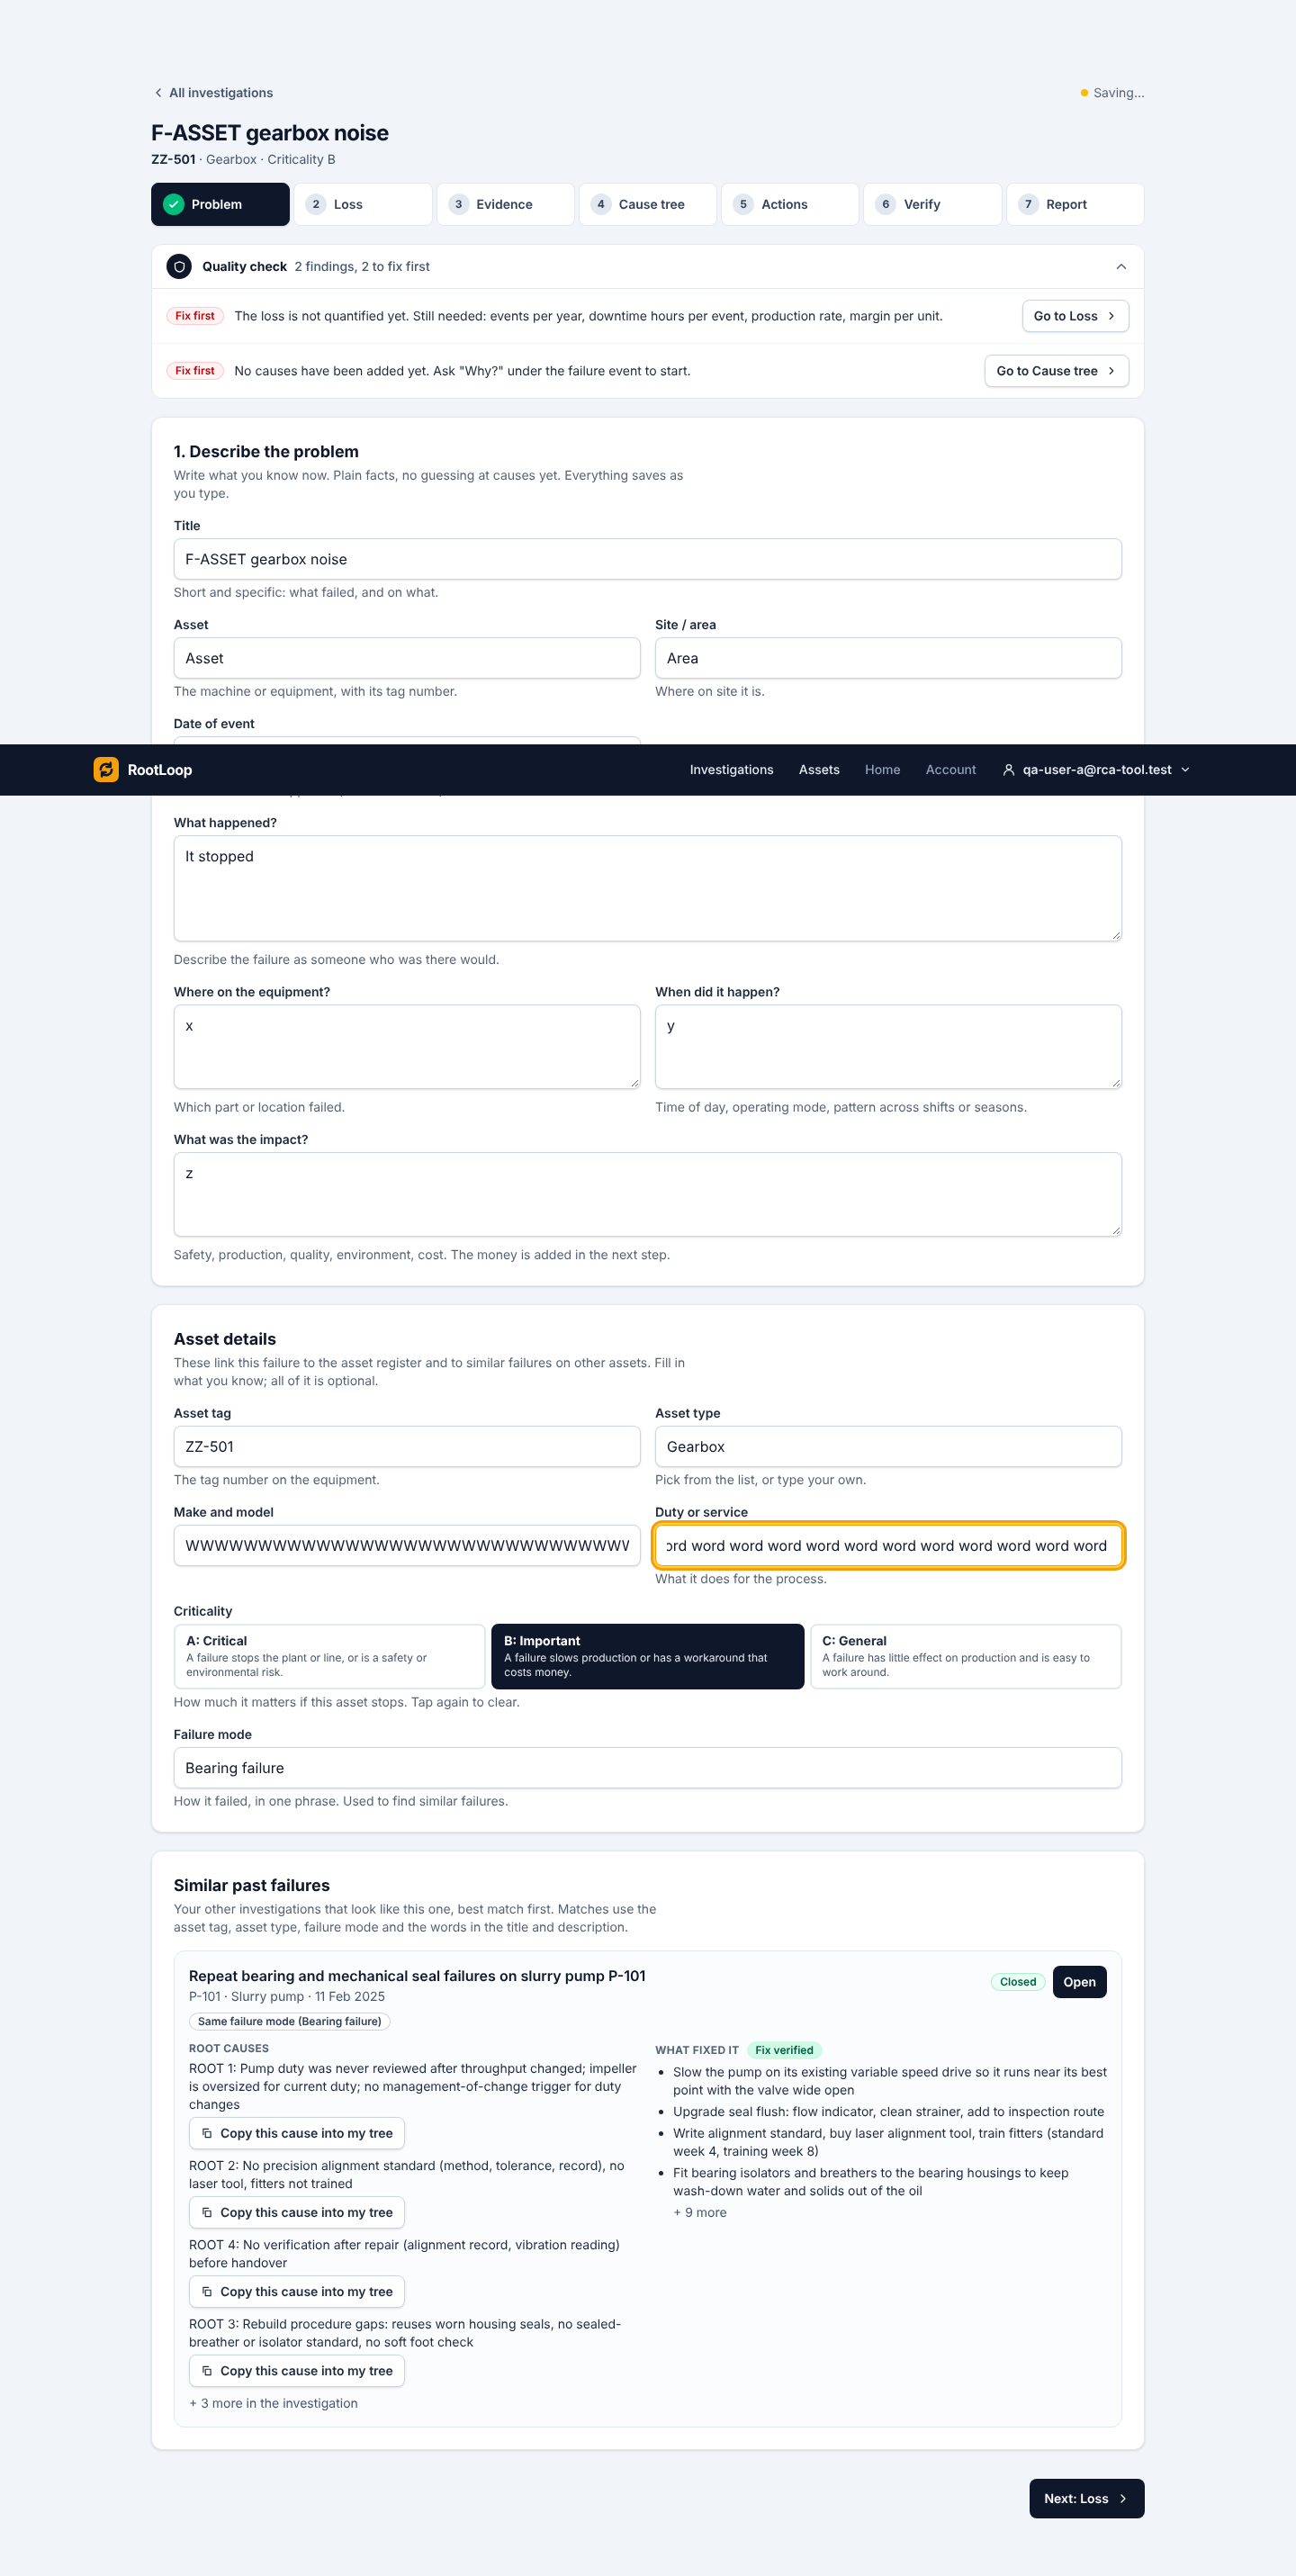 All investigations
Saving...
F-ASSET gearbox noise
ZZ-501 · Gearbox · Criticality B
Problem
2 Loss
3 Evidence
4 Cause tree
5 Actions
6 Verify
7 Report
Quality check 2 findings, 2 to fix first
Fix first The loss is not quantified yet. Still needed: events per year, downtime hours per event, production rate, margin per unit. Go to Loss
Fix first No causes have been added yet. Ask "Why?" under the failure event to start. Go to Cause tree
1. Describe the problem
Write what you know now. Plain facts, no guessing at causes yet. Everything saves as
you type.
Title
F-ASSET gearbox noise
Short and specific: what failed, and on what.
Asset
Asset
The machine or equipment, with its tag number.
Site / area
Area
Where on site it is.
Date of event
RootLoop
Investigations
Assets
Home
Account
qa-user-a@rca-tool.test
What happened?
It stopped
Describe the failure as someone who was there would.
Where on the equipment?
x
Which part or location failed.
When did it happen?
y
Time of day, operating mode, pattern across shifts or seasons.
What was the impact?
z
Safety, production, quality, environment, cost. The money is added in the next step.
Asset details
These link this failure to the asset register and to similar failures on other assets. Fill in
what you know; all of it is optional.
Asset tag
ZZ-501
The tag number on the equipment.
Asset type
Gearbox
Pick from the list, or type your own.
Make and model
Duty or service
word word word word word word word word word word word
What it does for the process.
Criticality
A: Critical
A failure stops the plant or line, or is a safety or
environmental risk.
B: Important
A failure slows production or has a workaround that
costs money.
C: General
A failure has little effect on production and is easy to
work around.
How much it matters if this asset stops. Tap again to clear.
Failure mode
Bearing failure
How it failed, in one phrase. Used to find similar failures.
Similar past failures
Your other investigations that look like this one, best match first. Matches use the
asset tag, asset type, failure mode and the words in the title and description.
Repeat bearing and mechanical seal failures on slurry pump P-101
P-101 · Slurry pump · 11 Feb 2025
Closed
Open
Same failure mode (Bearing failure)
ROOT CAUSES
ROOT 1: Pump duty was never reviewed after throughput changed; impeller
is oversized for current duty; no management-of-change trigger for duty
changes
Copy this cause into my tree
ROOT 2: No precision alignment standard (method, tolerance, record), no
laser tool, fitters not trained
Copy this cause into my tree
ROOT 4: No verification after repair (alignment record, vibration reading)
before handover
Copy this cause into my tree
ROOT 3: Rebuild procedure gaps: reuses worn housing seals, no sealed-
breather or isolator standard, no soft foot check
Copy this cause into my tree
+ 3 more in the investigation
WHAT FIXED IT Fix verified
Slow the pump on its existing variable speed drive so it runs near its best
point with the valve wide open
Upgrade seal flush: flow indicator, clean strainer, add to inspection route
Write alignment standard, buy laser alignment tool, train fitters (standard
week 4, training week 8)
Fit bearing isolators and breathers to the bearing housings to keep
wash-down water and solids out of the oil
+ 9 more
Next: Loss